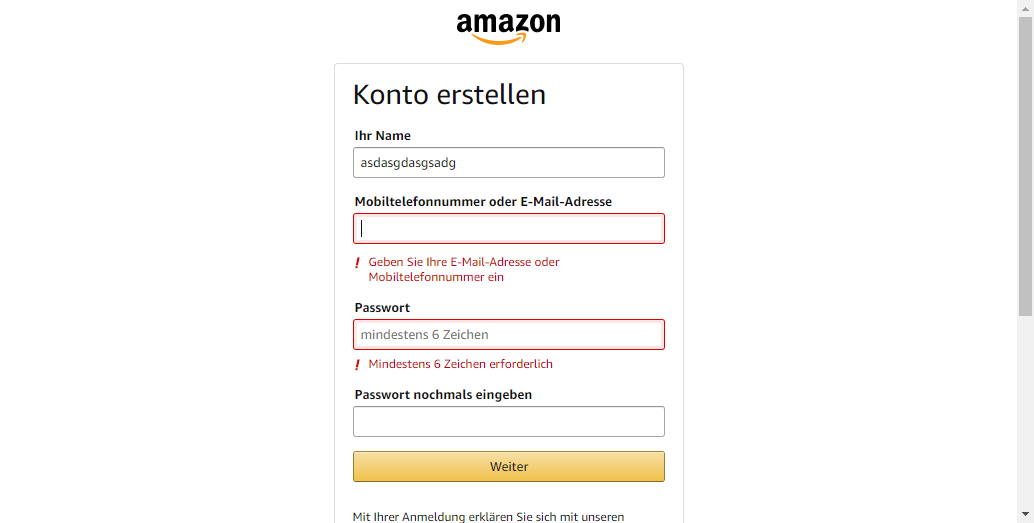 amazon
Konto erstellen
Ihr Name
asdasgdasgsadg
Mobiltelefonnummer oder E-Mail-Adresse
! Geben Sie Ihre E-Mail-Adresse oder
Mobiltelefonnummer ein
Passwort
mindestens 6 Zeichen
! Mindestens 6 Zeichen erforderlich
Passwort nochmals eingeben
Weiter
Mit Ihrer Anmeldung erklären Sie sich mit unseren